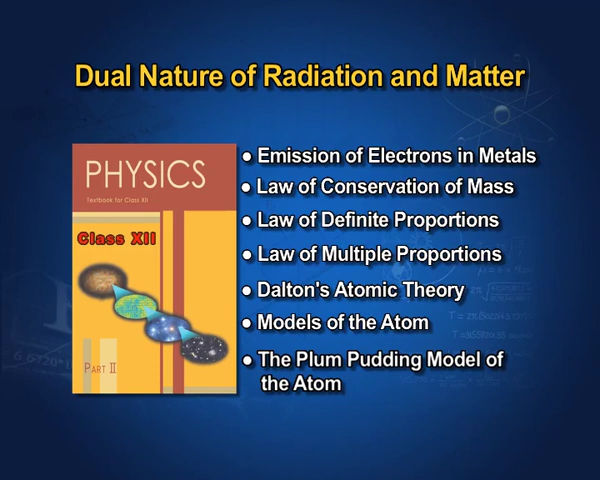 Dual Nature of Radiation and Matter
PHYSICS
Textbook for Class XII
Class XII
PART II
● Emission of Electrons in Metals
● Law of Conservation of Mass
● Law of Definite Proportions
● Law of Multiple Proportions
● Dalton's Atomic Theory
● Models of the Atom
● The Plum Pudding Model of
the Atom